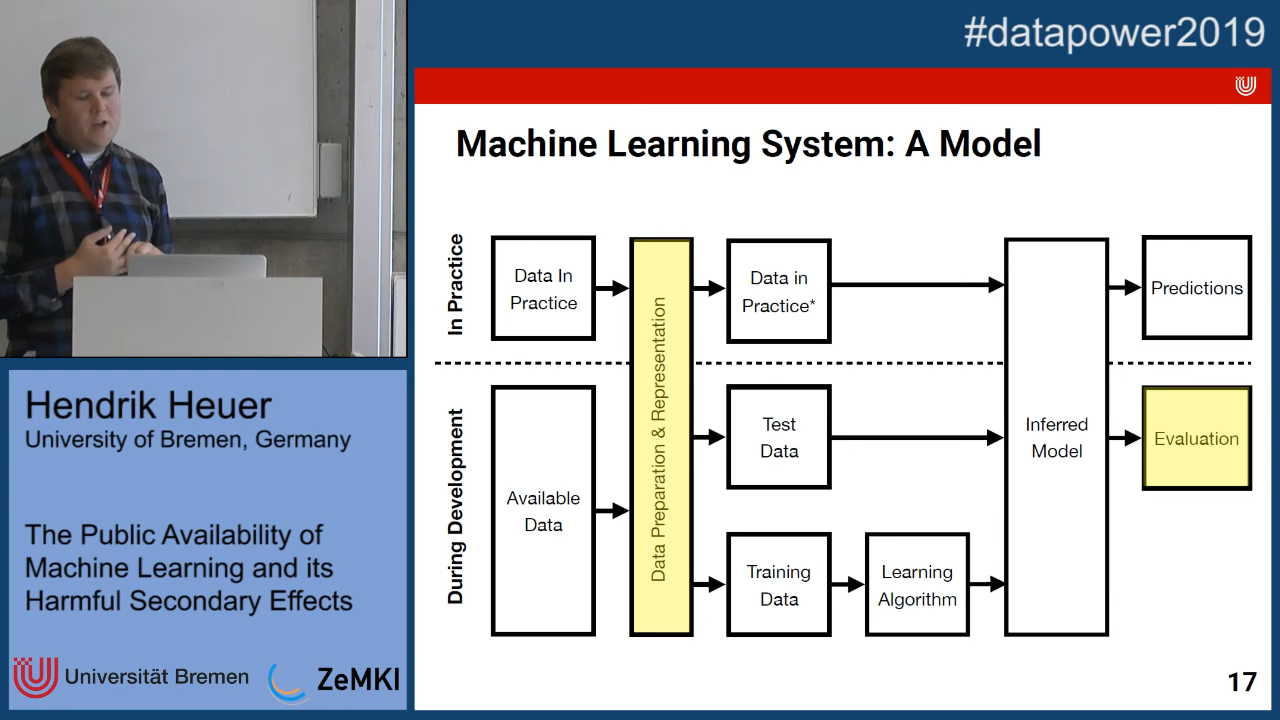 #datapower2019
Machine Learning System: A Model
In Practice
Data In
Practice
Data Preparation & Representation
Data in
Practice*
Predictions
During Development
Available
Data
Test
Data
Inferred
Model
Evaluation
Training
Data
Learning
Algorithm
17
Hendrik Heuer
University of Bremen, Germany
The Public Availability of
Machine Learning and its
Harmful Secondary Effects
Universität Bremen
ZeMKI